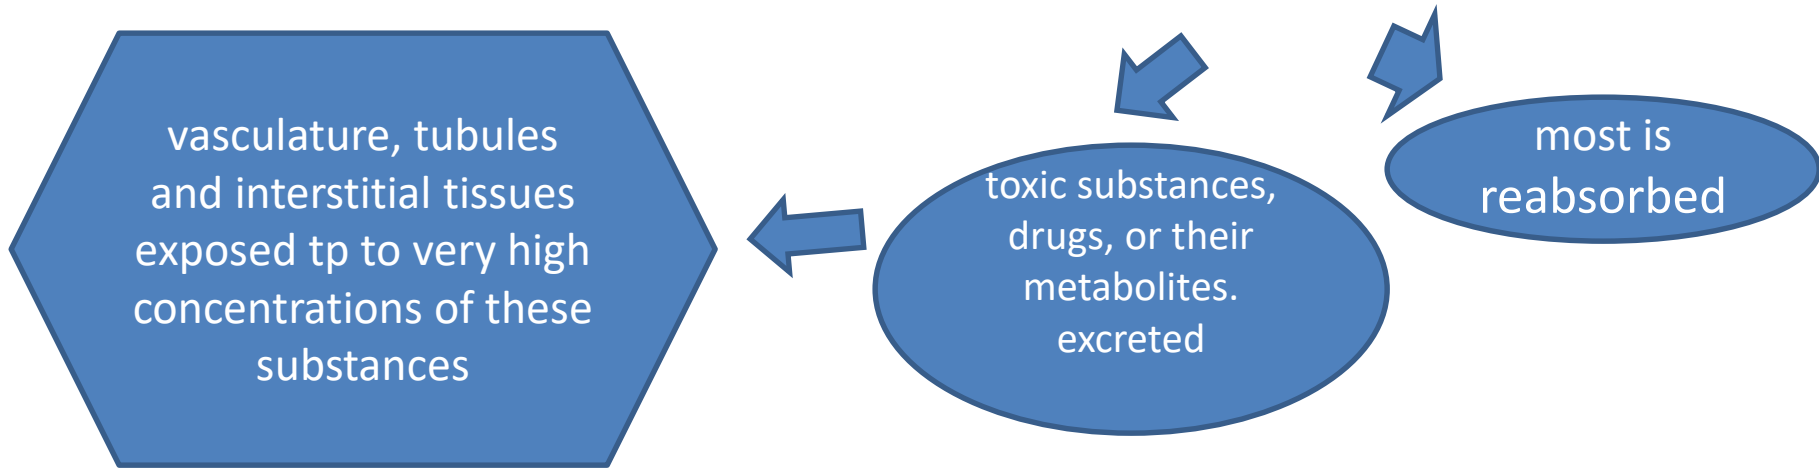 vasculature, tubules
and interstitial tissues
exposed tp to very high
concentrations of these
substances
toxic substances,
drugs, or their
metabolites.
excreted
most is
reabsorbed